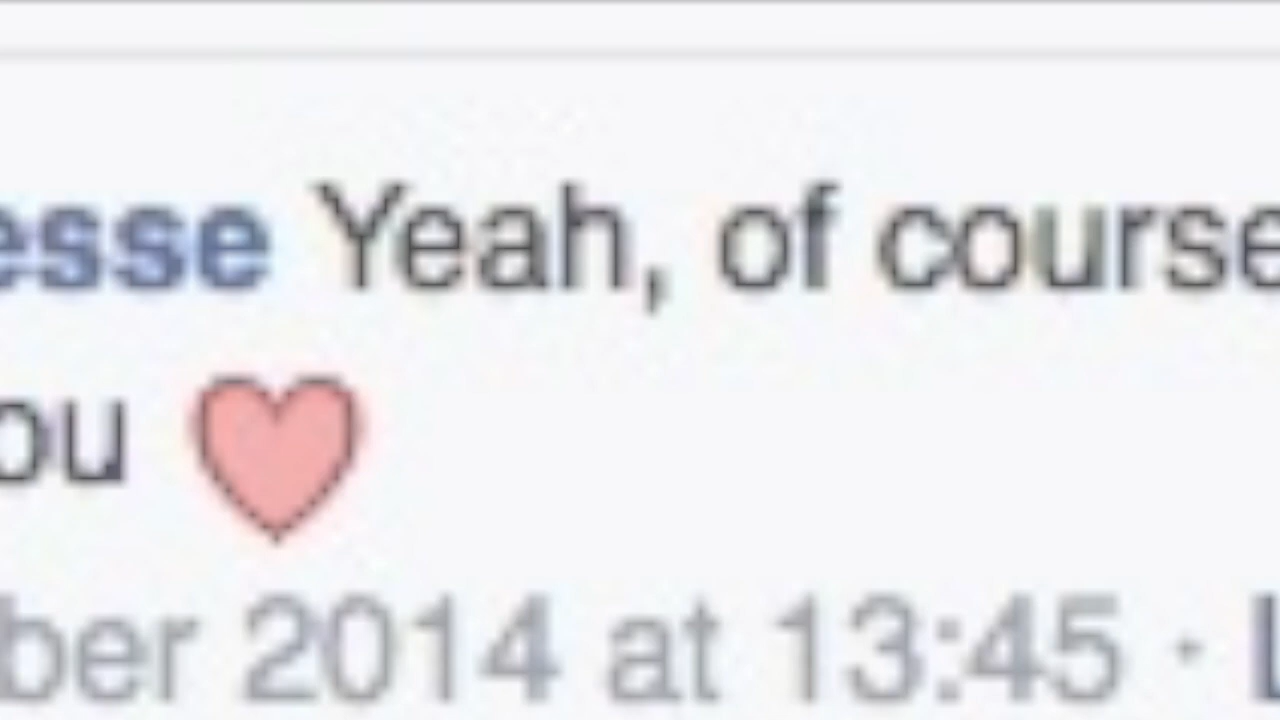 esse Yeah, of course
ou ♥
ber 2014 at 13:45 · L